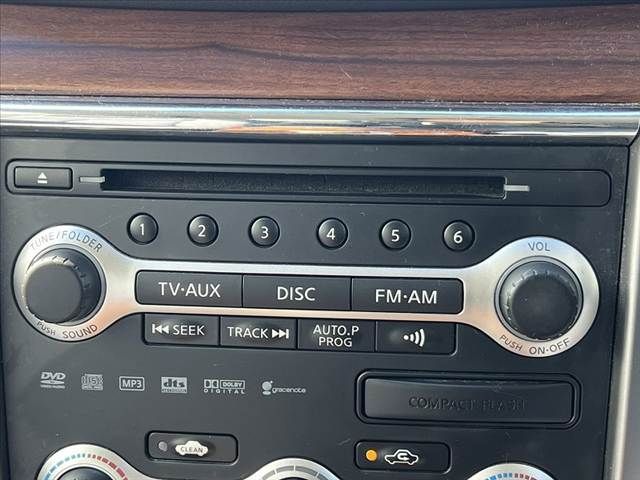 1 2 3 4 5 6
TUNE/FOLDER
PUSH SOUND
TV·AUX DISC FM·AM
VOL
PUSH ON-OFF
SEEK TRACK AUTO.P
PROG
DVD MP3 dts DOLBY
DIGITAL gracenote
COMPACT FLASH
CLEAN